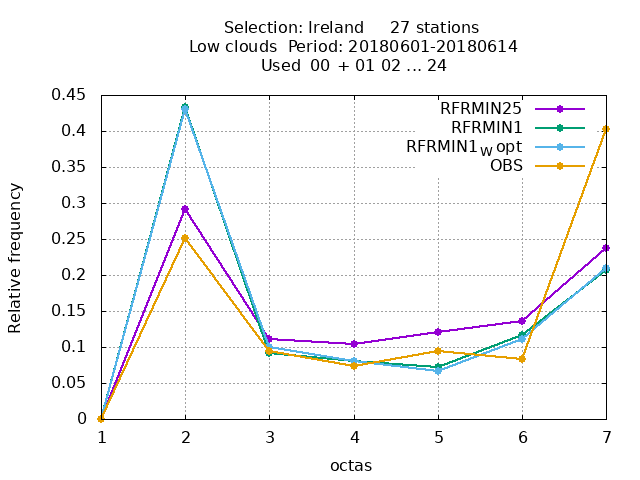 Selection: Ireland     27 stations
Low clouds  Period: 20180601-20180614
Used  00  + 01 02 ... 24
Relative frequency
0.45
0.4
0.35
0.3
0.25
0.2
0.15
0.1
0.05
0
RFRMIN25
RFRMIN1
RFRMIN1W opt
OBS
1 2 3 4 5 6 7
octas